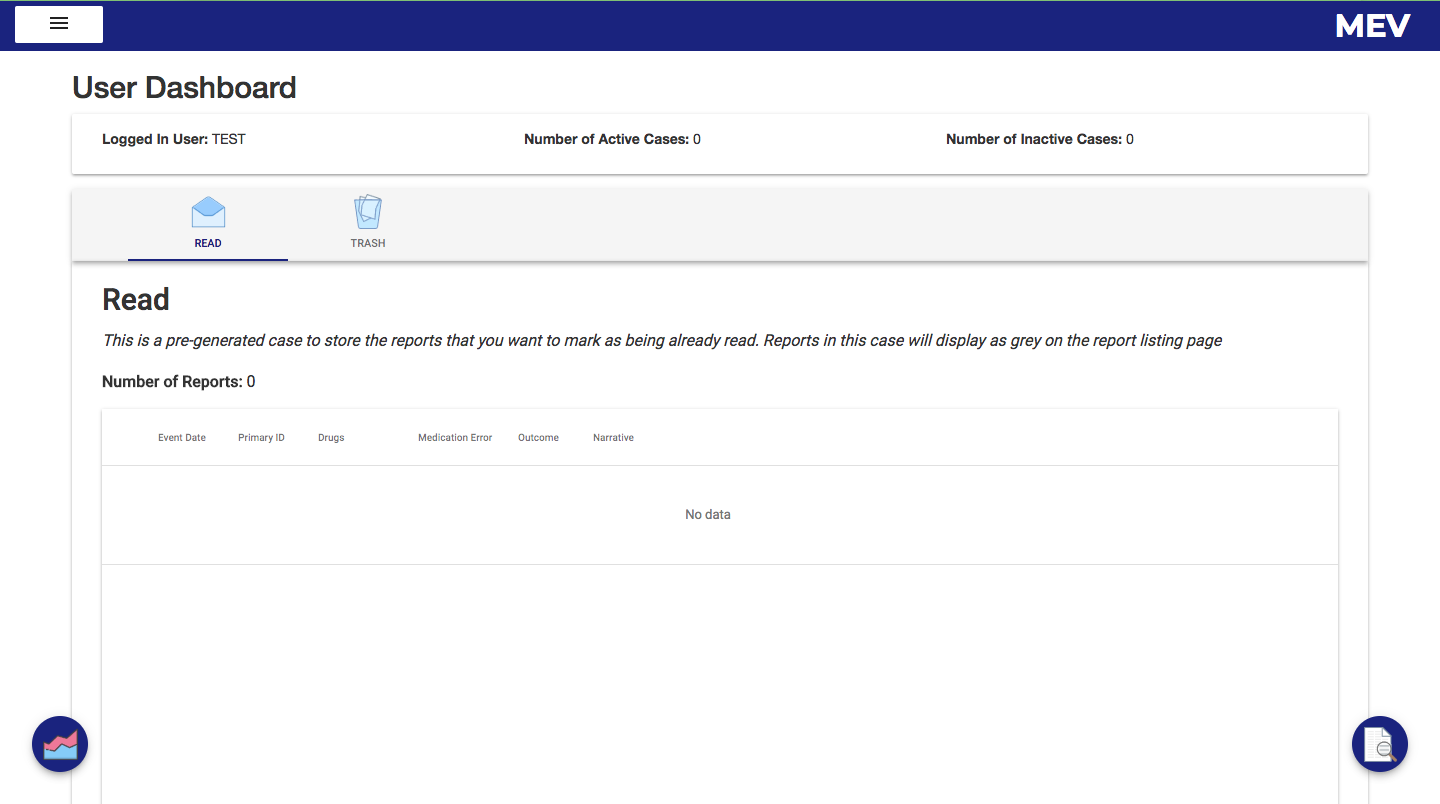 MEV
User Dashboard
Logged In User: TEST
Number of Active Cases: 0
Number of Inactive Cases: 0
READ
TRASH
Read
This is a pre-generated case to store the reports that you want to mark as being already read. Reports in this case will display as grey on the report listing page
Number of Reports: 0
Event Date Primary ID Drugs Medication Error Outcome Narrative
No data